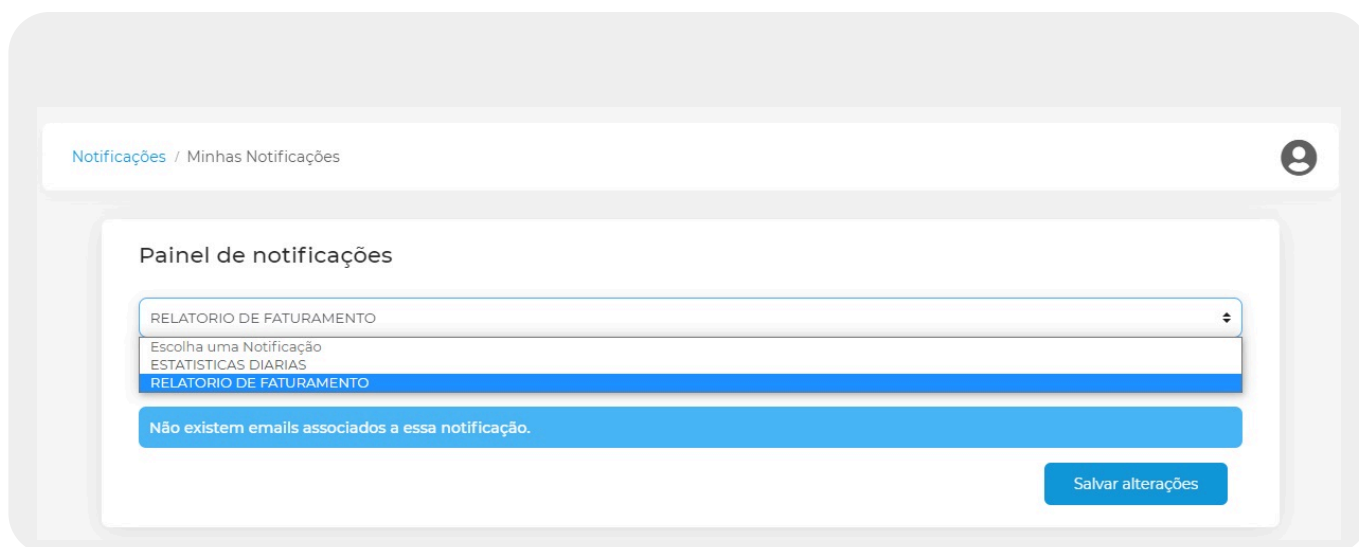 Notificações / Minhas Notificações
Painel de notificações
RELATORIO DE FATURAMENTO
Escolha uma Notificação
ESTATISTICAS DIARIAS
RELATORIO DE FATURAMENTO
Não existem emails associados a essa notificação.
Salvar alterações